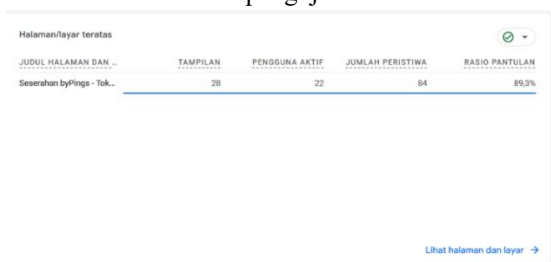 Halaman/layar teratas
JUDUL HALAMAN DAN ... TAMPILAN PENGGUNA AKTIF JUMLAH PERISTIWA RASIO PANTULAN
Seserahan byPings - Tok... 28 22 84 89,3%
Lihat halaman dan layar →